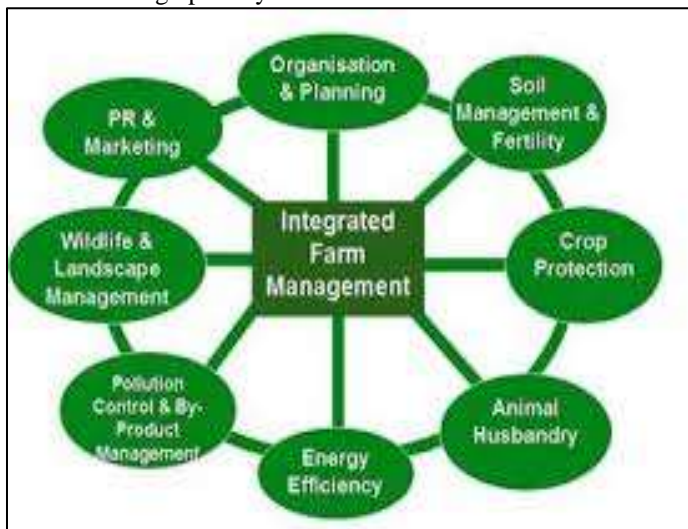 Organisation
& Planning
Soil
Management &
Fertility
Crop
Protection
Animal
Husbandry
Energy
Efficiency
Pollution
Control & By-
Product
Management
Wildlife &
Landscape
Management
PR &
Marketing
Integrated
Farm
Management